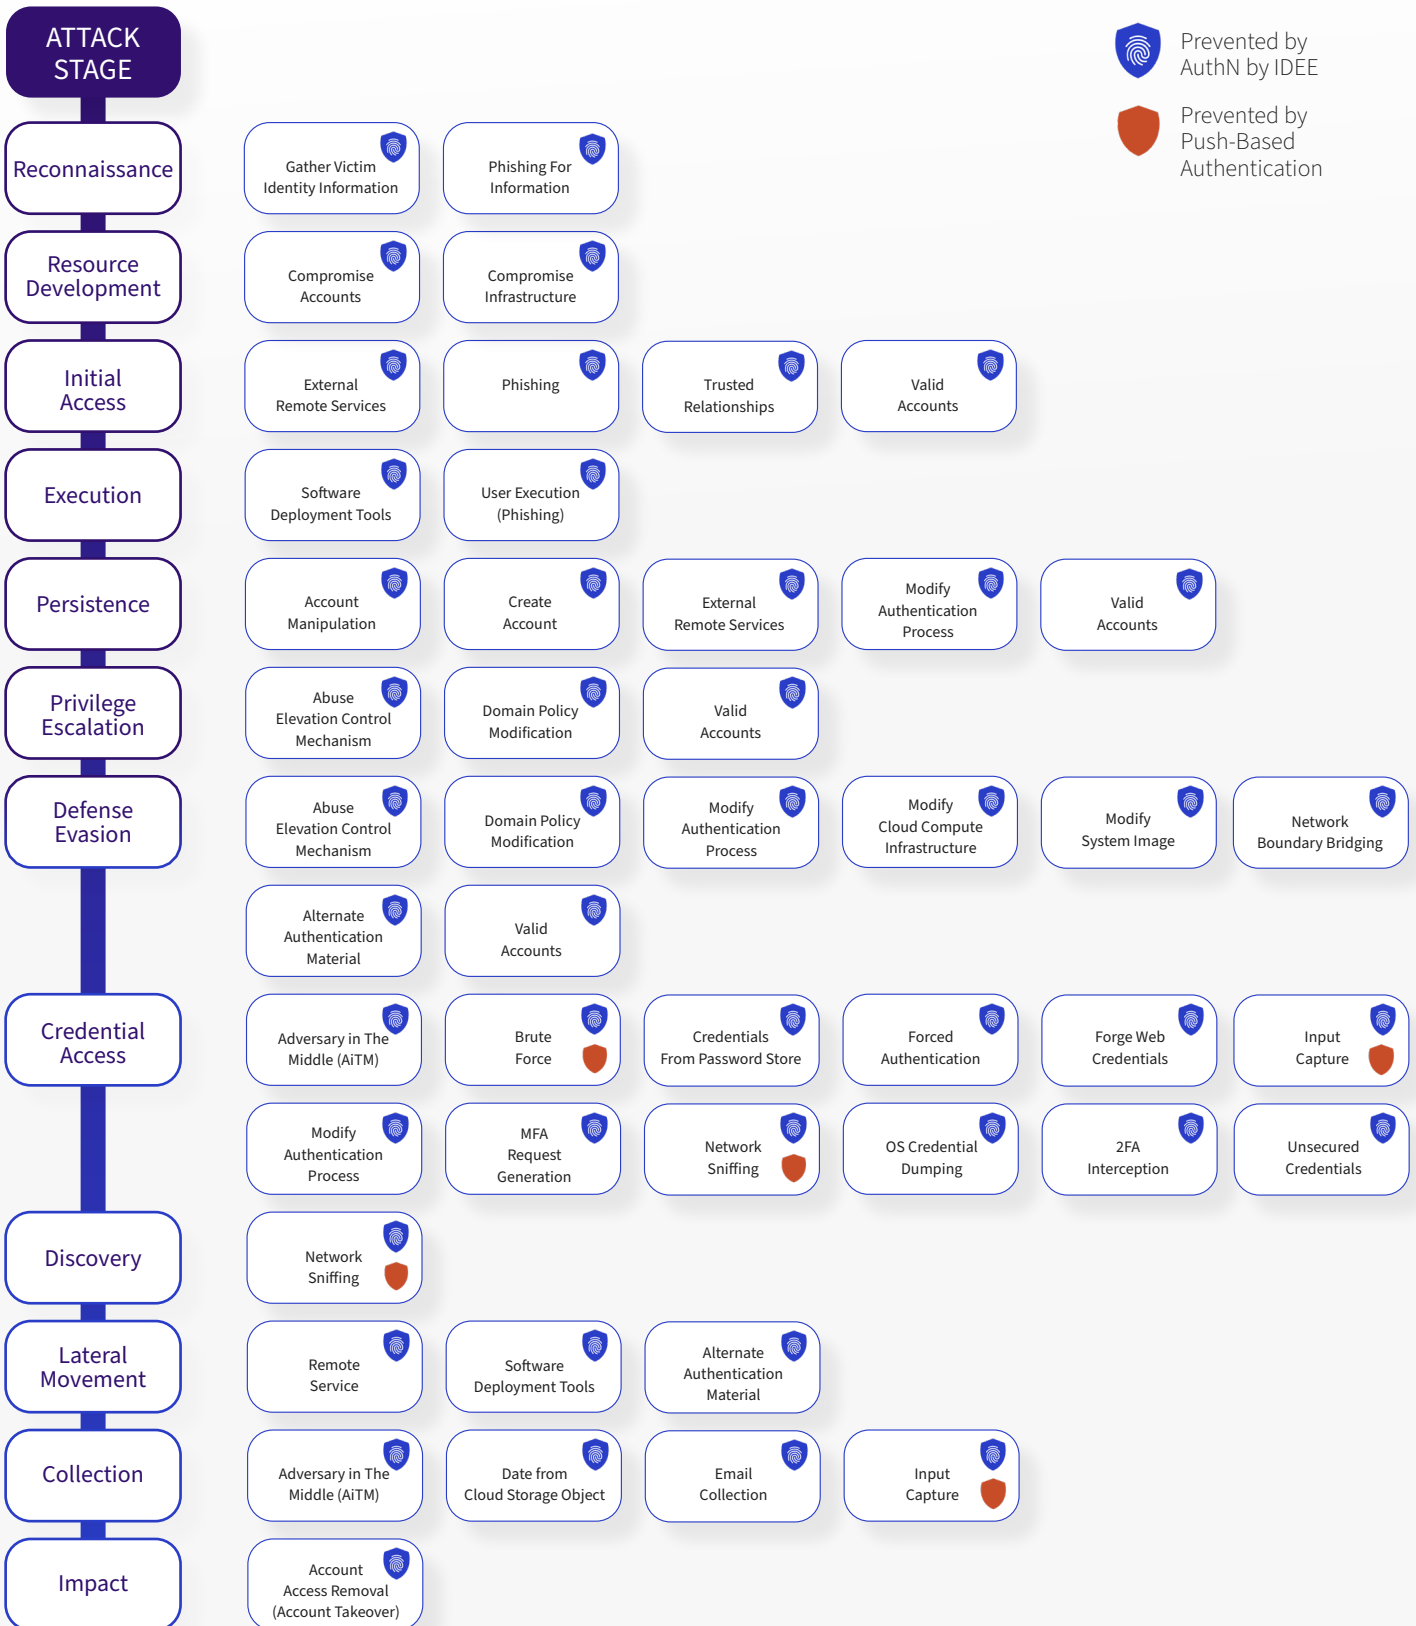 ATTACK
STAGE
Prevented by
AuthN by IDEE
Prevented by
Push-Based
Authentication
Reconnaissance
Gather Victim
Identity Information
Phishing For
Information
Resource
Development
Compromise
Accounts
Compromise
Infrastructure
Initial
Access
External
Remote Services
Phishing
Trusted
Relationships
Valid
Accounts
Execution
Software
Deployment Tools
User Execution
(Phishing)
Persistence
Account
Manipulation
Create
Account
External
Remote Services
Modify
Authentication
Process
Valid
Accounts
Privilege
Escalation
Abuse
Elevation Control
Mechanism
Domain Policy
Modification
Valid
Accounts
Defense
Evasion
Abuse
Elevation Control
Mechanism
Domain Policy
Modification
Modify
Authentication
Process
Modify
Cloud Compute
Infrastructure
Modify
System Image
Network
Boundary Bridging
Alternate
Authentication
Material
Valid
Accounts
Credential
Access
Adversary in The
Middle (AiTM)
Brute
Force
Credentials
From Password Store
Forced
Authentication
Forge Web
Credentials
Input
Capture
Modify
Authentication
Process
MFA
Request
Generation
Network
Sniffing
OS Credential
Dumping
2FA
Interception
Unsecured
Credentials
Discovery
Network
Sniffing
Lateral
Movement
Remote
Service
Software
Deployment Tools
Alternate
Authentication
Material
Collection
Adversary in The
Middle (AiTM)
Date from
Cloud Storage Object
Email
Collection
Input
Capture
Impact
Account
Access Removal
(Account Takeover)